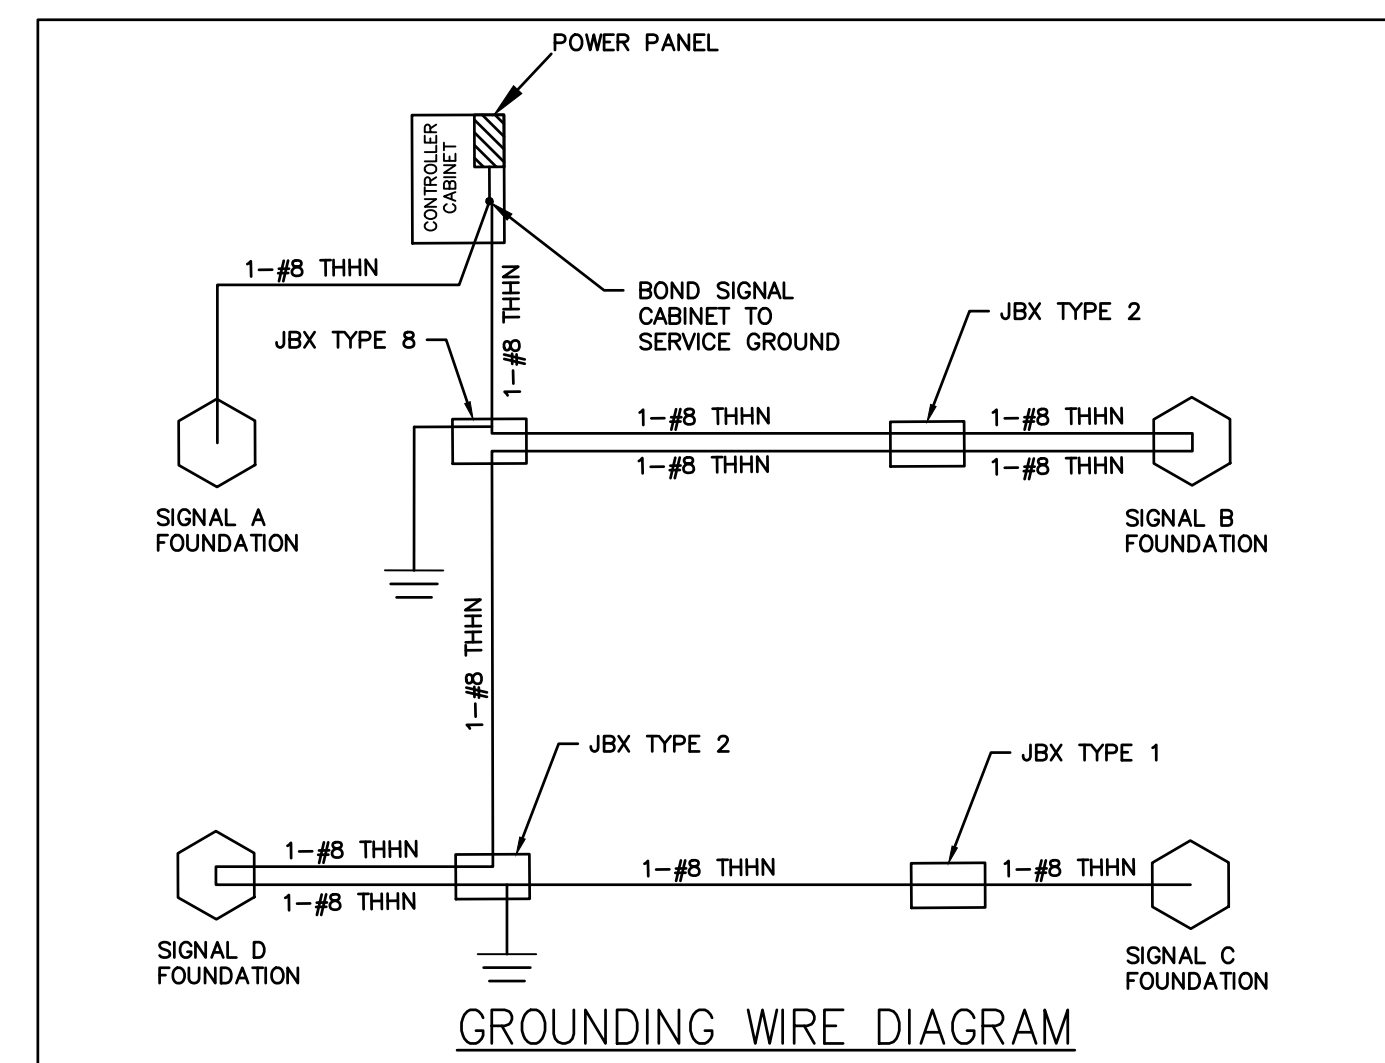 POWER PANEL
CONTROLLER
CABINET
1-#8 THHN
1-#8 THHN
BOND SIGNAL
CABINET TO
SERVICE GROUND
JBX TYPE 8
JBX TYPE 2
1-#8 THHN
1-#8 THHN
1-#8 THHN
1-#8 THHN
SIGNAL A
FOUNDATION
SIGNAL B
FOUNDATION
1-#8 THHN
JBX TYPE 2
JBX TYPE 1
1-#8 THHN
1-#8 THHN
1-#8 THHN
1-#8 THHN
SIGNAL D
FOUNDATION
SIGNAL C
FOUNDATION
GROUNDING WIRE DIAGRAM